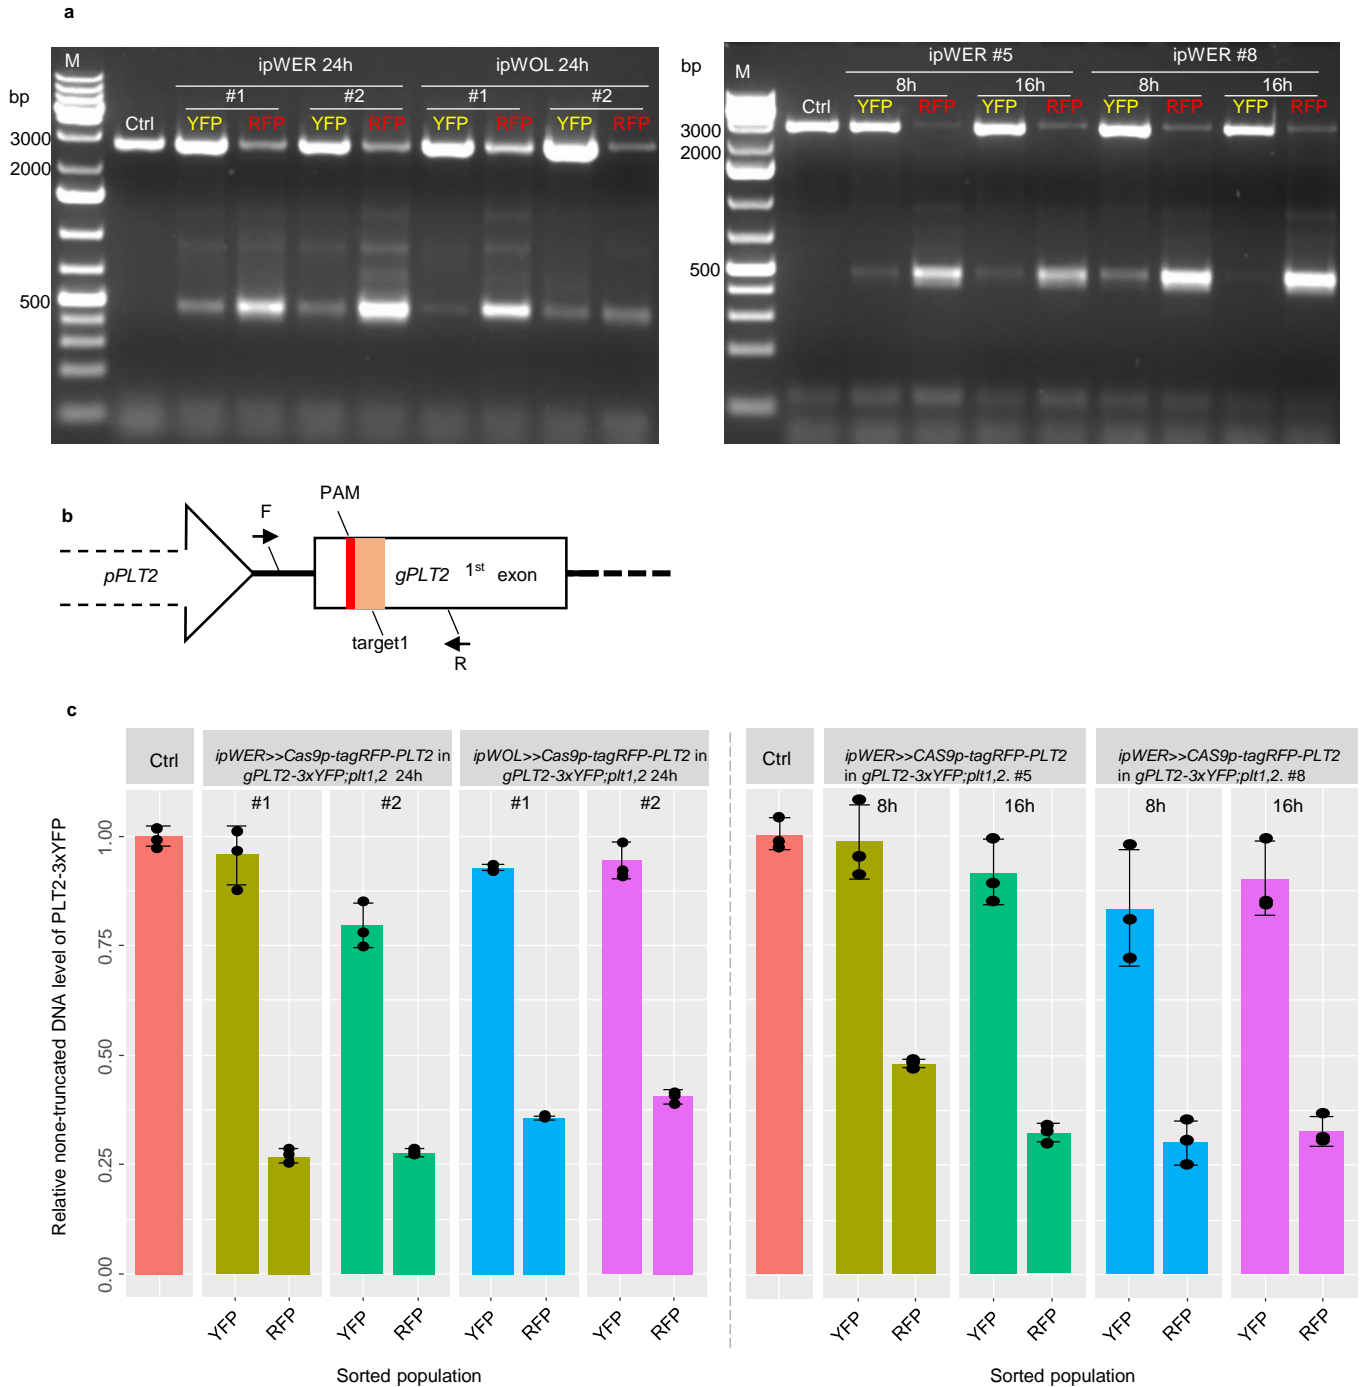 a
M
bp
3000
2000
500
ipWER 24h
ipWOL 24h
#1
#2
#1
#2
Ctrl
YFP
RFP
YFP
RFP
YFP
RFP
YFP
RFP
bp
M
3000
2000
500
ipWER #5
ipWER #8
8h
16h
8h
16h
Ctrl
YFP
RFP
YFP
RFP
YFP
RFP
YFP
RFP
b
PAM
F
pPLT2
gPLT2 1st exon
target1
R
c
Relative none-truncated DNA level of PLT2-3xYFP
1.00
0.75
0.50
0.25
0.00
Ctrl
ipWER>>Cas9p-tagRFP-PLT2 in
gPLT2-3xYFP;plt1,2 24h
ipWOL>>Cas9p-tagRFP-PLT2 in
gPLT2-3xYFP;plt1,2 24h
#1
#2
#1
#2
YFP
RFP
YFP
RFP
YFP
RFP
YFP
RFP
Sorted population
Ctrl
ipWER>>CAS9p-tagRFP-PLT2
in gPLT2-3xYFP;plt1,2. #5
ipWER>>CAS9p-tagRFP-PLT2
in gPLT2-3xYFP;plt1,2. #8
8h
16h
8h
16h
YFP
RFP
YFP
RFP
YFP
RFP
YFP
RFP
Sorted population